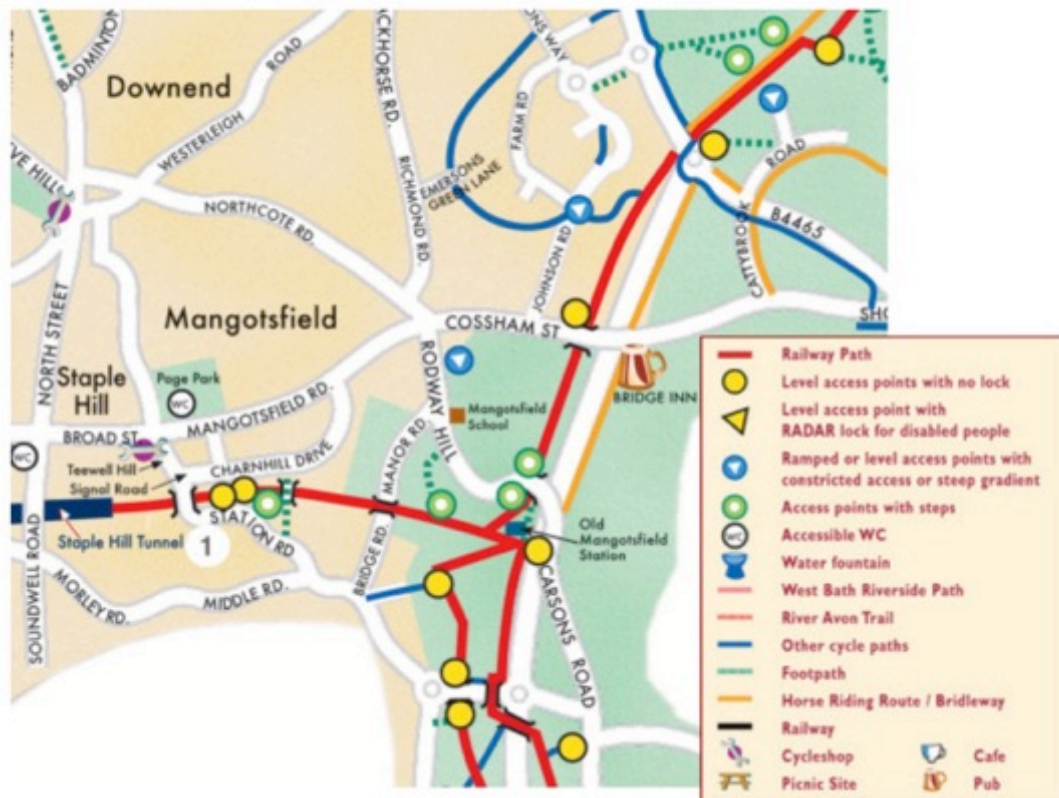 BADMINTON
ROAD
Downend
WESTERLEIGH
NORTHCOTE RD.
RICHMOND RD.
FARM RD
EMERSONS
GREEN LANE
JOHNSON RD
ROAD
CATTYBROOK
B4465
Mangotsfield
COSSHAM ST
NORTH STREET
Staple
Hill
Page Park
WC
MANGOTSFIELD RD.
BROAD ST
WC
Teewell Hill
Signal Road
CHARNHILL DRIVE
MANOR RD
RODWAY HILL
Mangotsfield
School
BRIDGE INN
Staple Hill Tunnel
1
STATION RD
Old
Mangotsfield
Station
SOUNDWELL ROAD
MORLEY RD.
MIDDLE RD.
BRIDGE RD.
CARSONS ROAD
Railway Path
Level access points with no lock
Level access point with
RADAR lock for disabled people
Ramped or level access points with
constricted access or steep gradient
Access points with steps
WC
Accessible WC
Water fountain
West Bath Riverside Path
River Avon Trail
Other cycle paths
Footpath
Horse Riding Route / Bridleway
Railway
Cycleshop
Cafe
Picnic Site
Pub